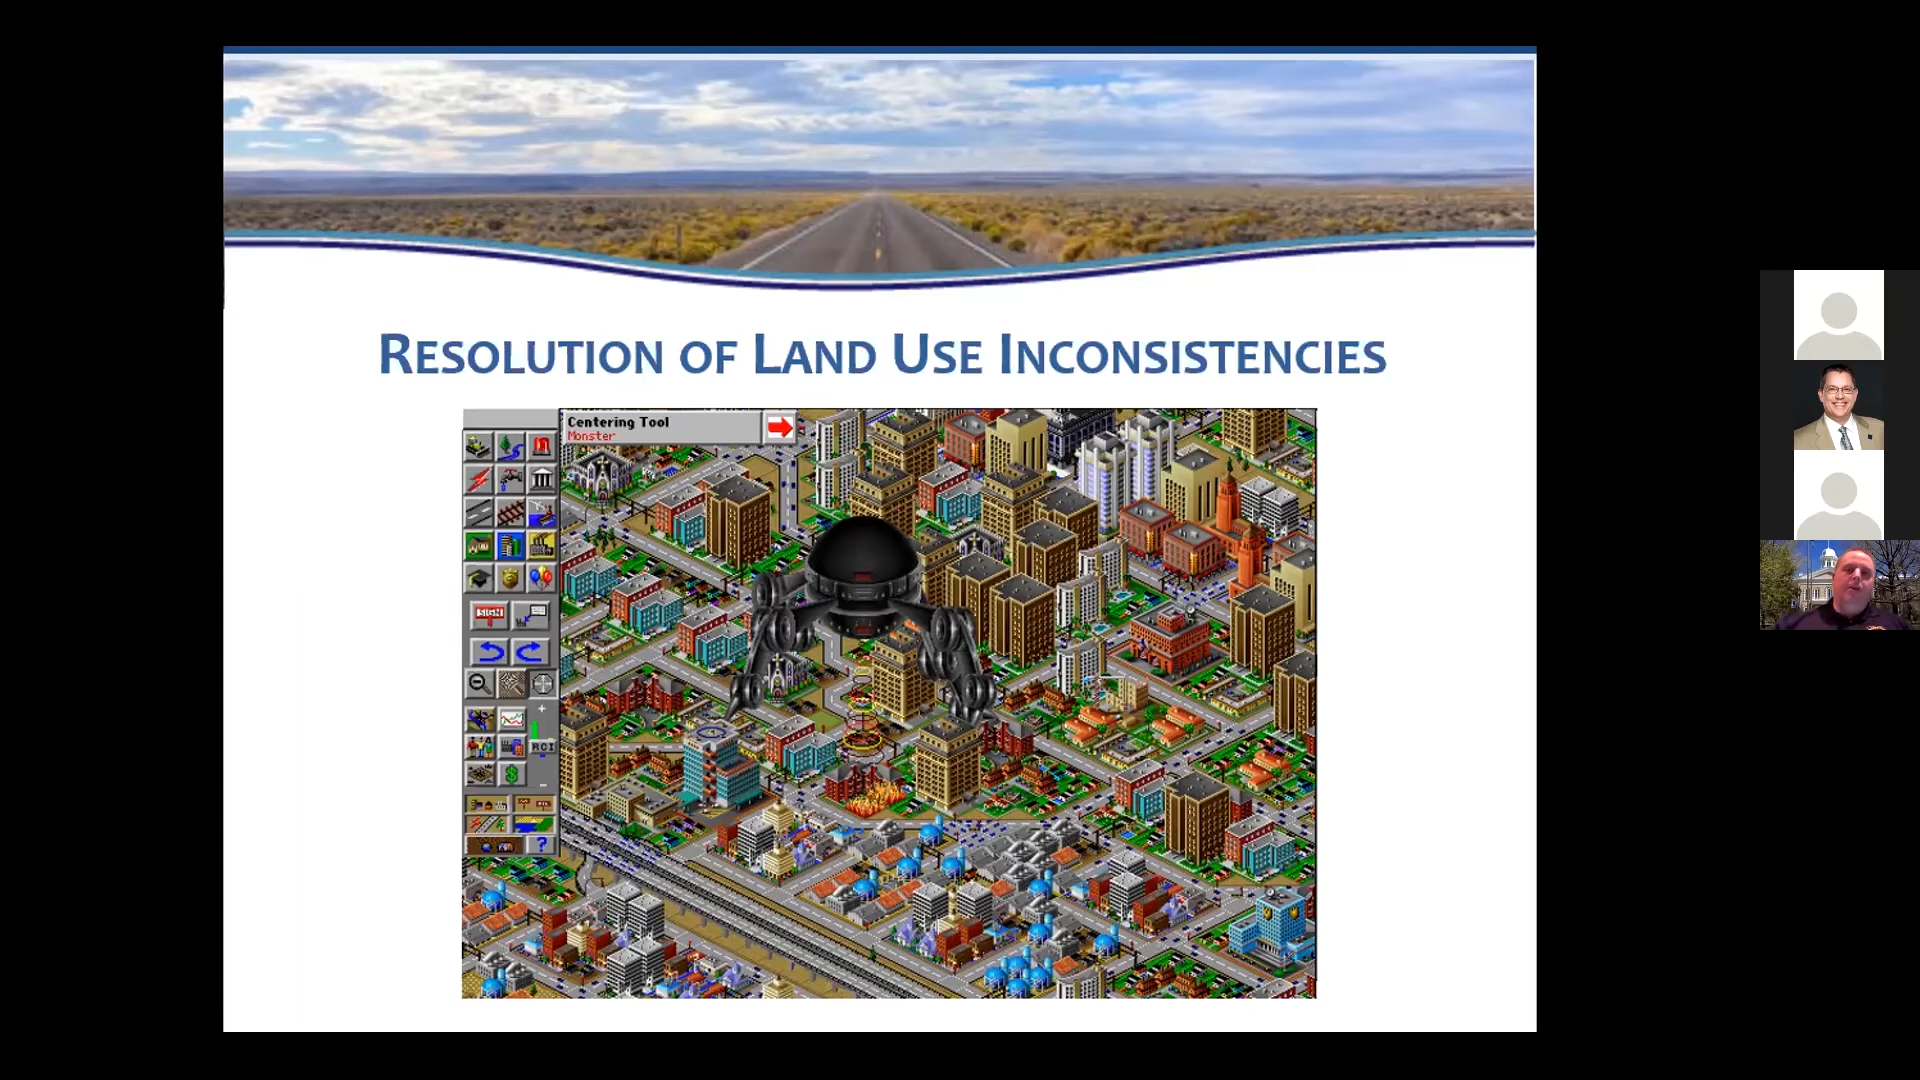 RESOLUTION OF LAND USE INCONSISTENCIES
Centering Tool
Monster
SIGN
RCI
?